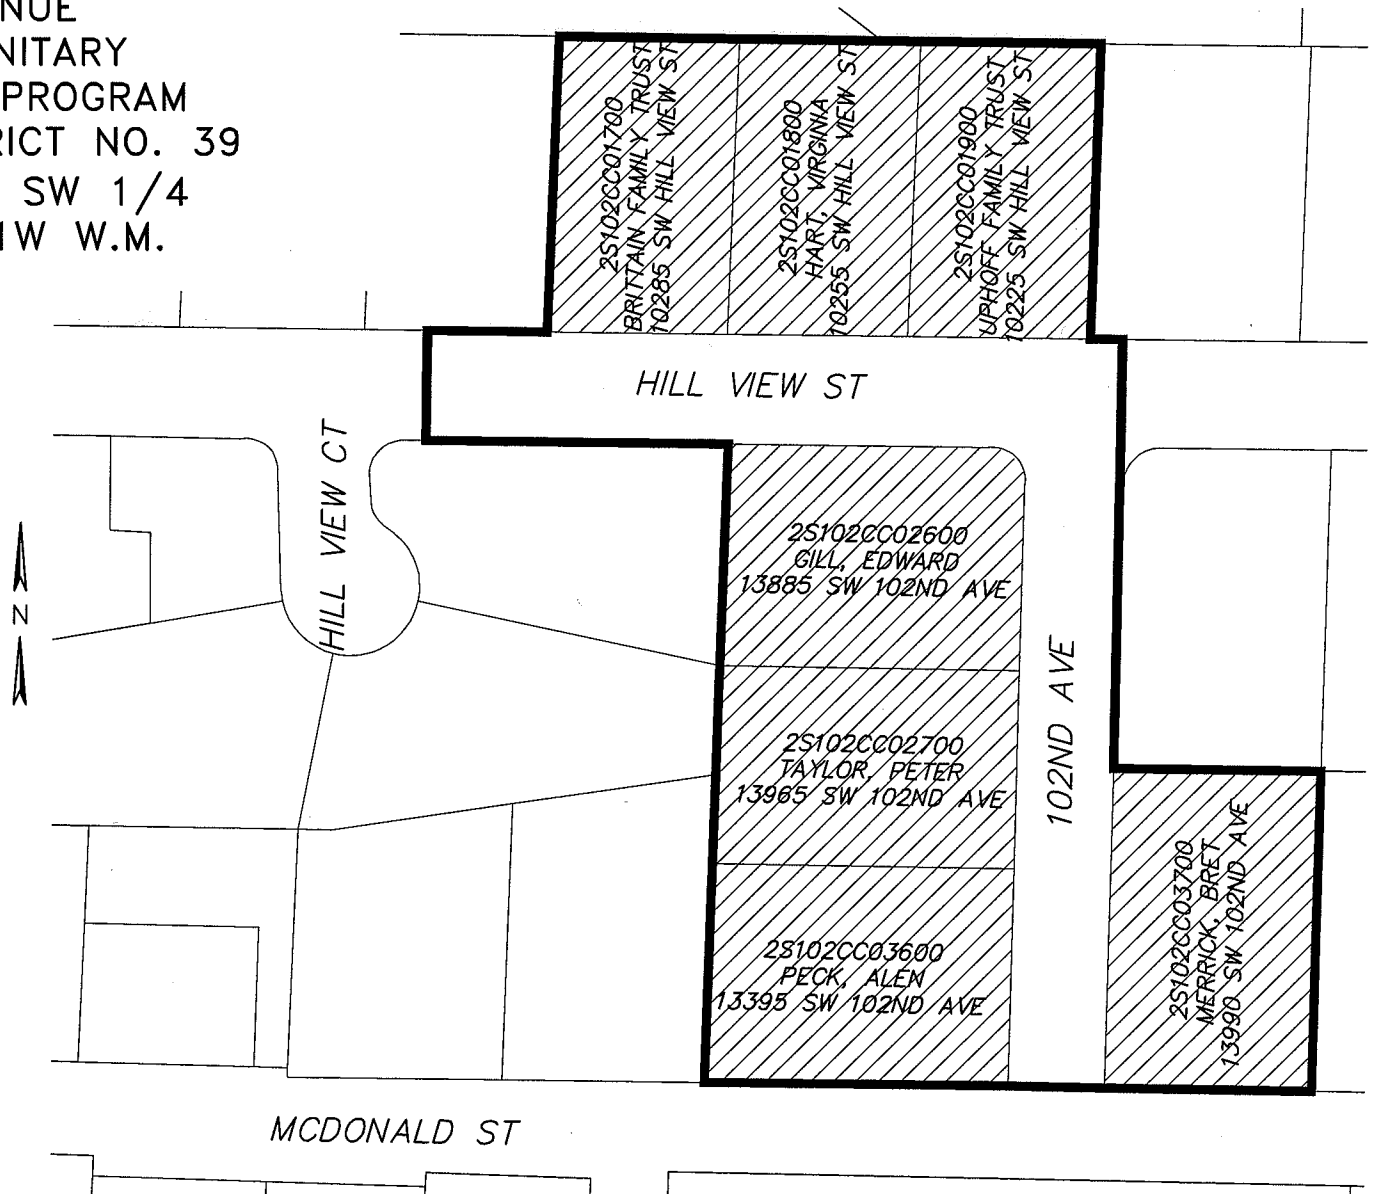 NUE
NITARY
PROGRAM
RICT NO. 39
SW 1/4
1W W.M.
2S102CC01700
BRITTAIN FAMILY TRUST
10285 SW HILL VIEW ST
2S102CC01800
HART, VIRGINIA
10255 SW HILL VIEW ST
2S102CC01900
UPHOFF FAMILY TRUST
10225 SW HILL VIEW ST
HILL VIEW ST
HILL VIEW CT
N
2S102CC02600
GILL, EDWARD
13885 SW 102ND AVE
2S102CC02700
TAYLOR, PETER
13965 SW 102ND AVE
102ND AVE
2S102CC03600
PECK, ALEN
13395 SW 102ND AVE
2S102CC03700
MERRICK, BRET
13990 SW 102ND AVE
MCDONALD ST